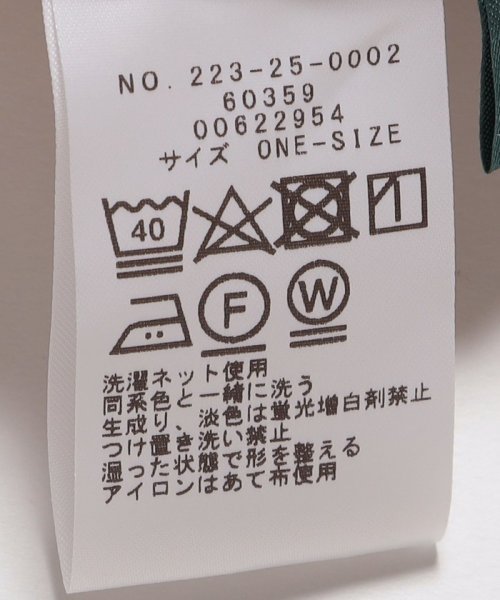 NO. 223-25-0002
60359
00622954
サイズ ONE-SIZE
40
F W
洗濯ネット使用
同系色と一緒に洗う
生成り、淡色は蛍光増白剤禁止
つけ置き洗い禁止
湿った状態で形を整える
アイロンはあて布使用